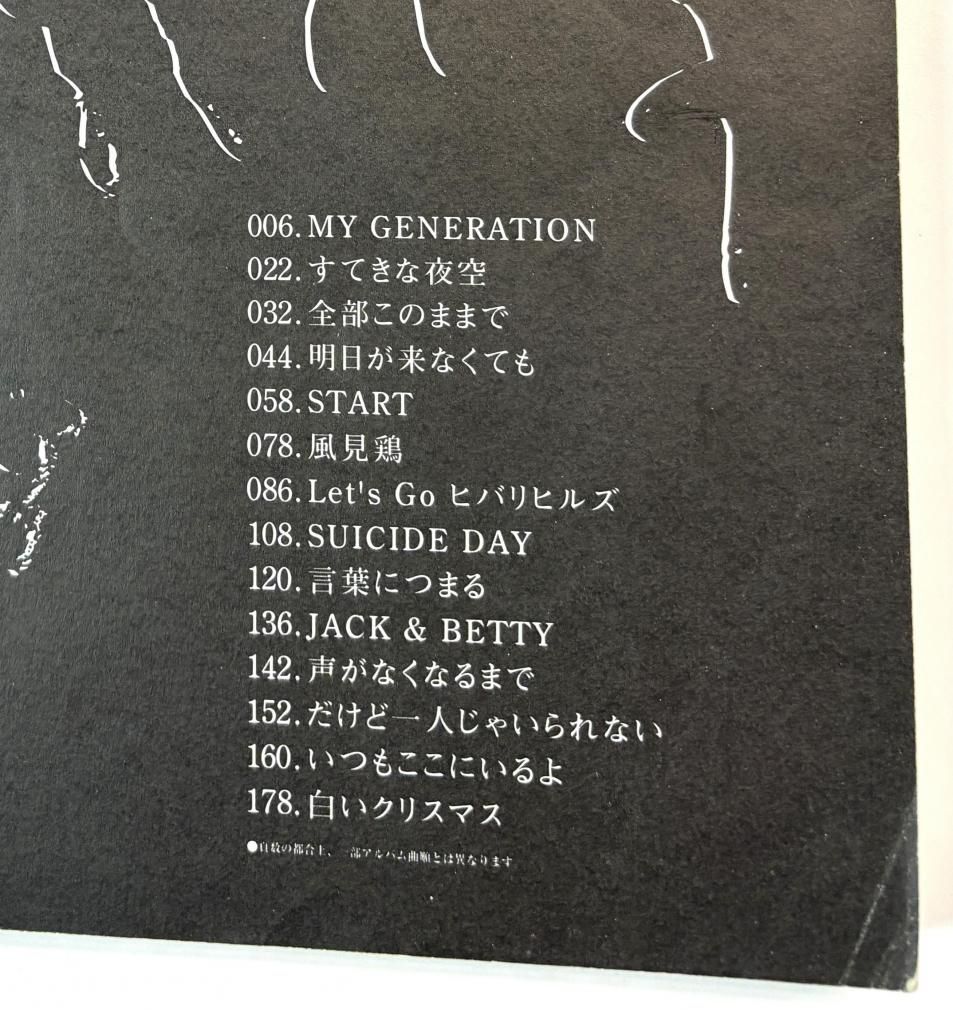 006. MY GENERATION
022. すてきな夜空
032. 全部このままで
044. 明日が来なくても
058. START
078. 風見鶏
086. Let's Go ヒバリヒルズ
108. SUICIDE DAY
120. 言葉につまる
136. JACK & BETTY
142. 声がなくなるまで
152. だけど一人じゃいられない
160. いつもここにいるよ
178. 白いクリスマス
●頁数の都合上、一部アルバム曲順とは異なります